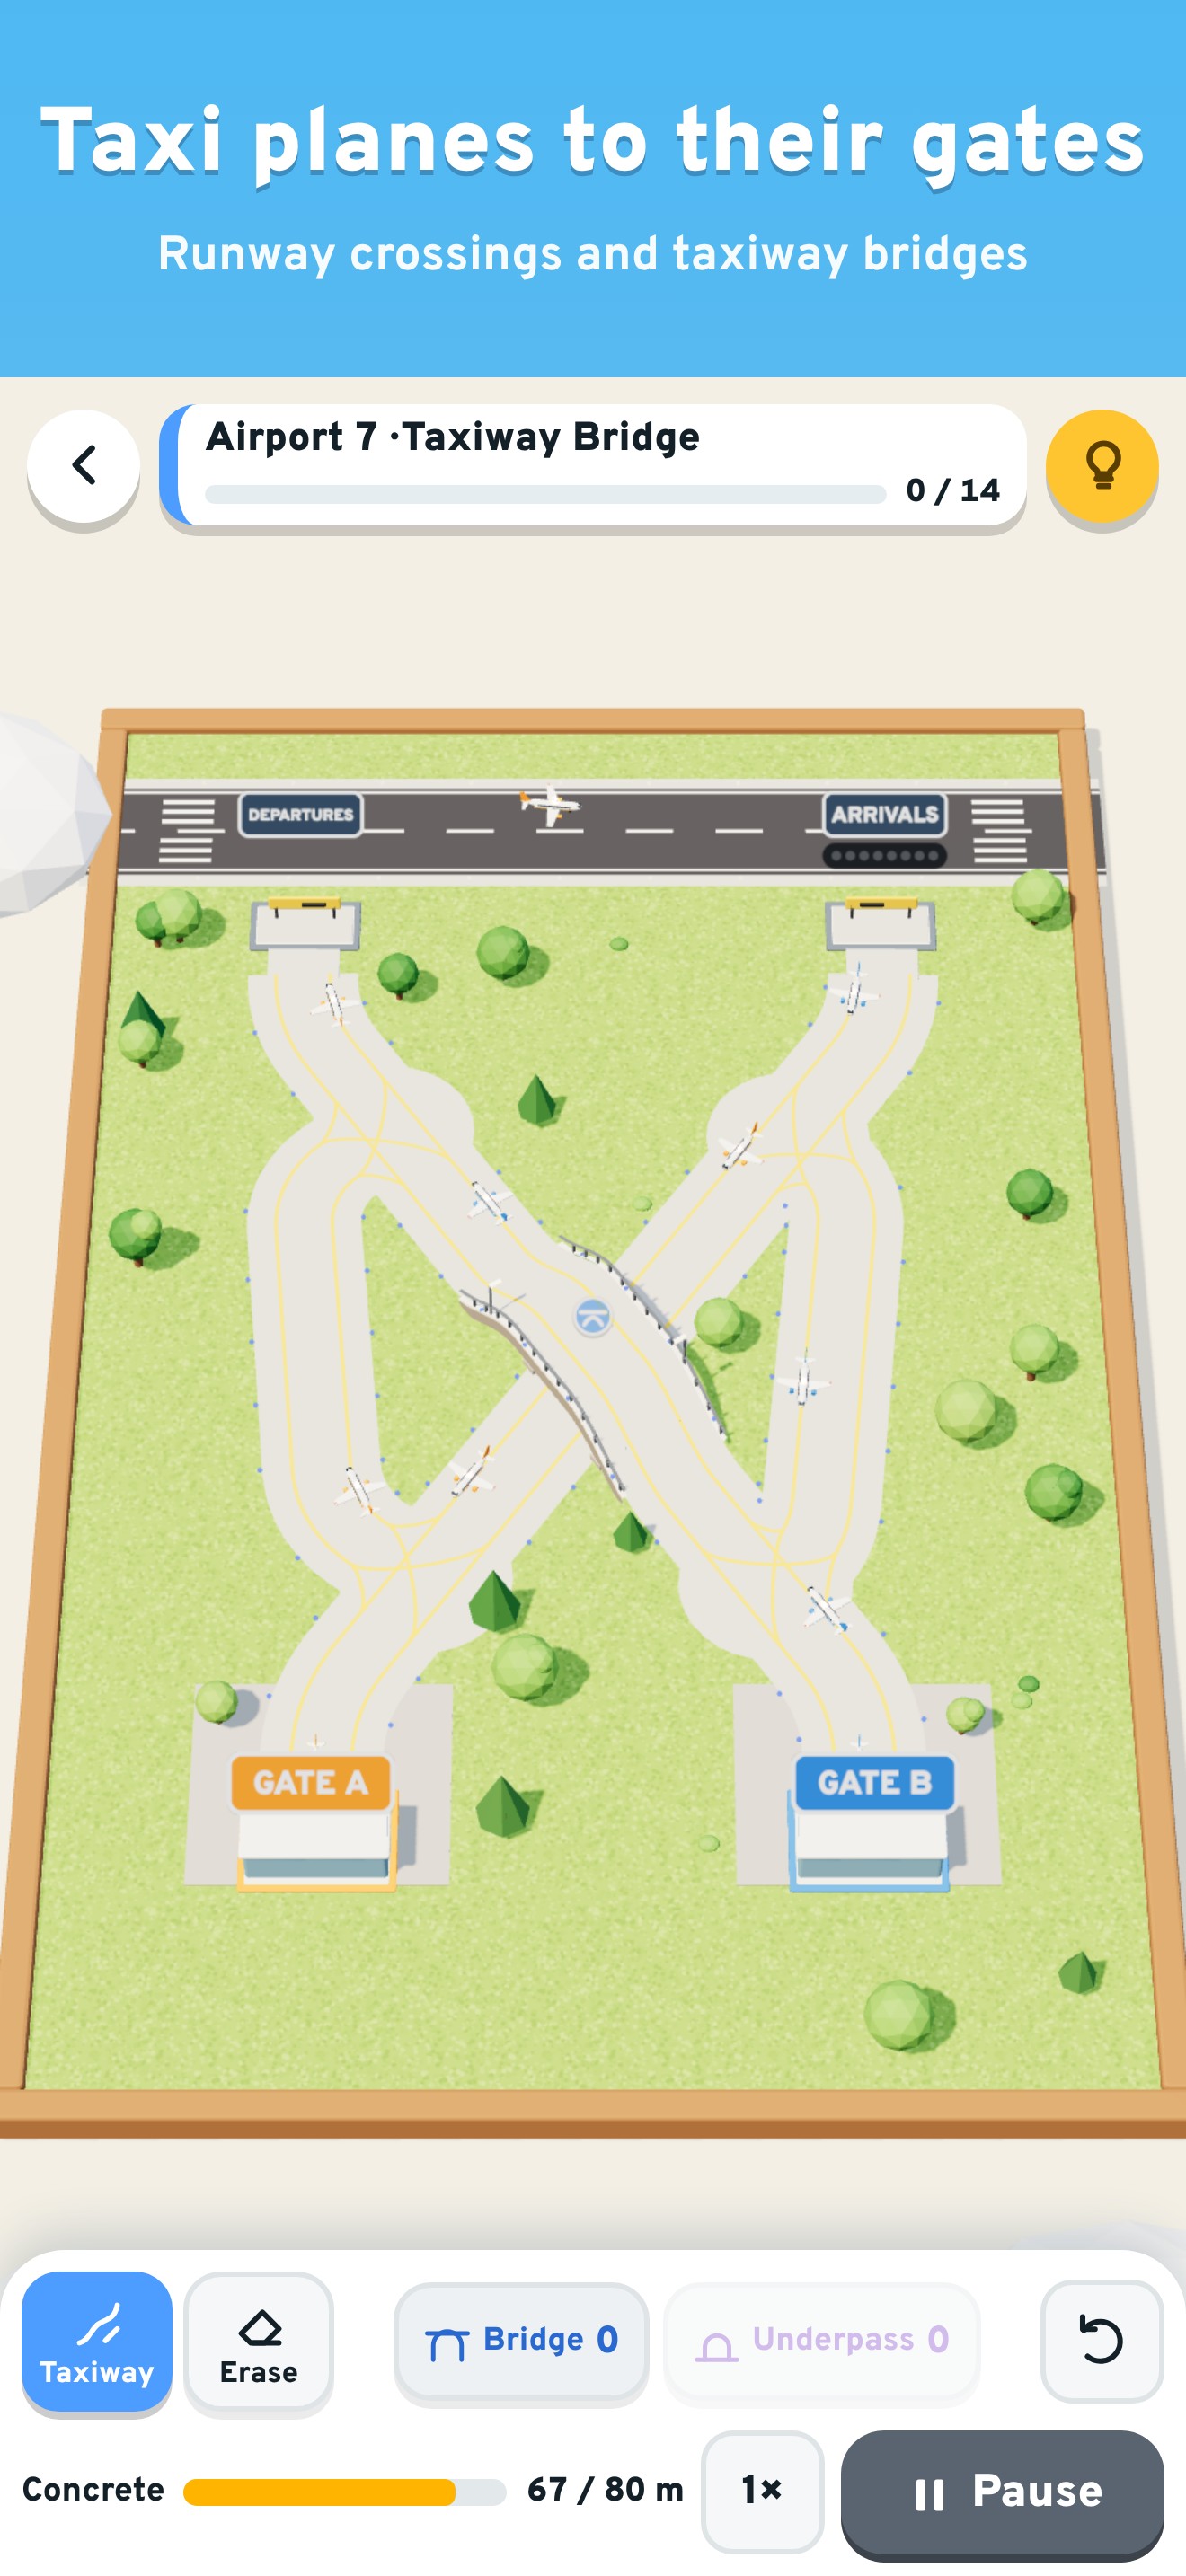 Taxi planes to their gates
Runway crossings and taxiway bridges
Airport 7 ·Taxiway Bridge
0 / 14
DEPARTURES
ARRIVALS
GATE A
GATE B
Taxiway
Erase
Bridge 0
Underpass 0
Concrete
67 / 80 m
1×
Pause